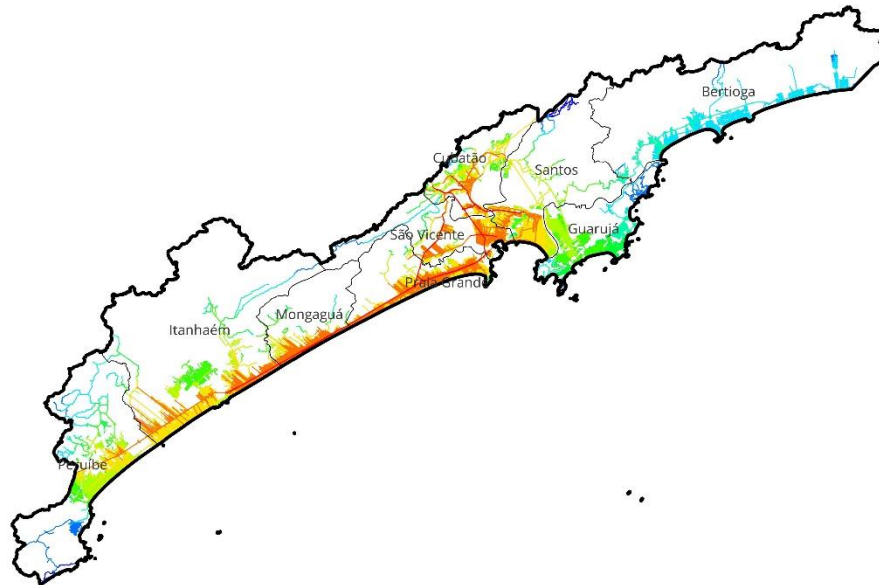 Bertioga
Cubatão
Santos
Guarujá
São Vicente
Praia Grande
Mongaguá
Itanhaém
Peruíbe